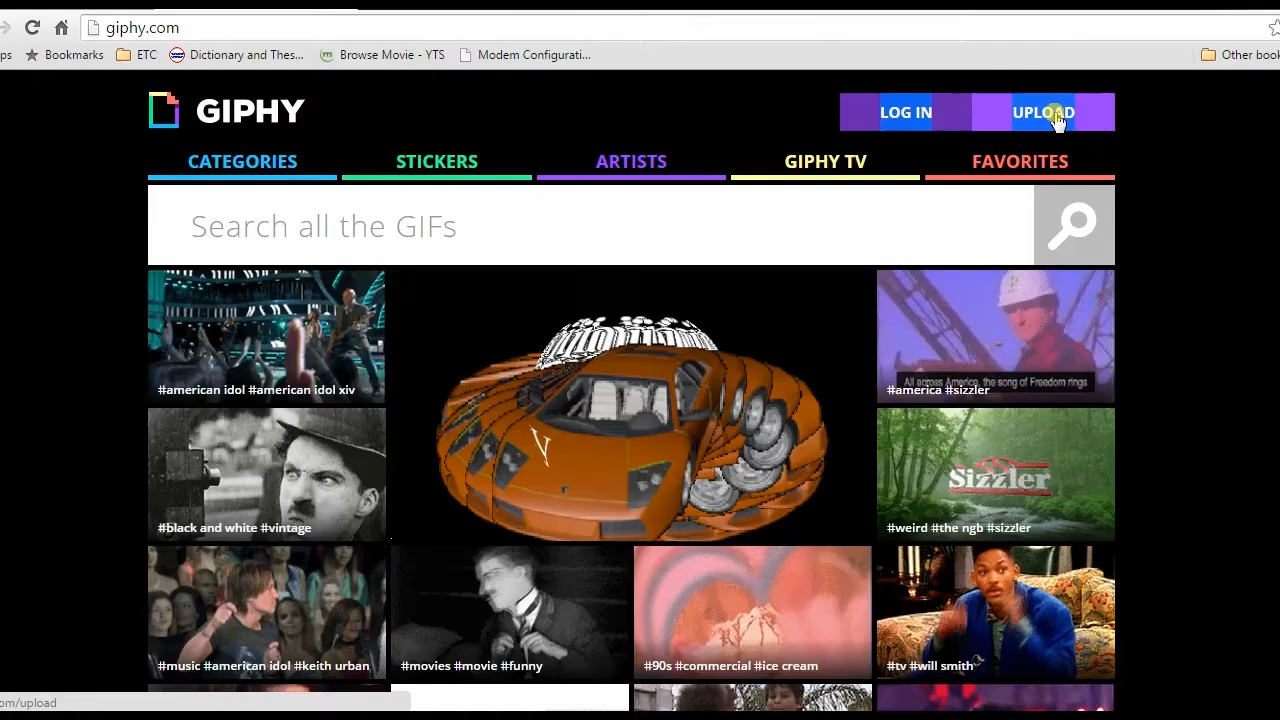 giphy.com
ps Bookmarks ETC Dictionary and Thes... YTS Browse Movie - YTS Modem Configurati... Other book
GIPHY
LOG IN UPLOAD
CATEGORIES STICKERS ARTISTS GIPHY TV FAVORITES
Search all the GIFs
All across America, the song of Freedom rings
#american idol #american idol xiv
#america #sizzler
V
Sizzler
#black and white #vintage
#weird #the ngb #sizzler
#music #american idol #keith urban
#movies #movie #funny
#90s #commercial #ice cream
#tv #will smith
om/upload